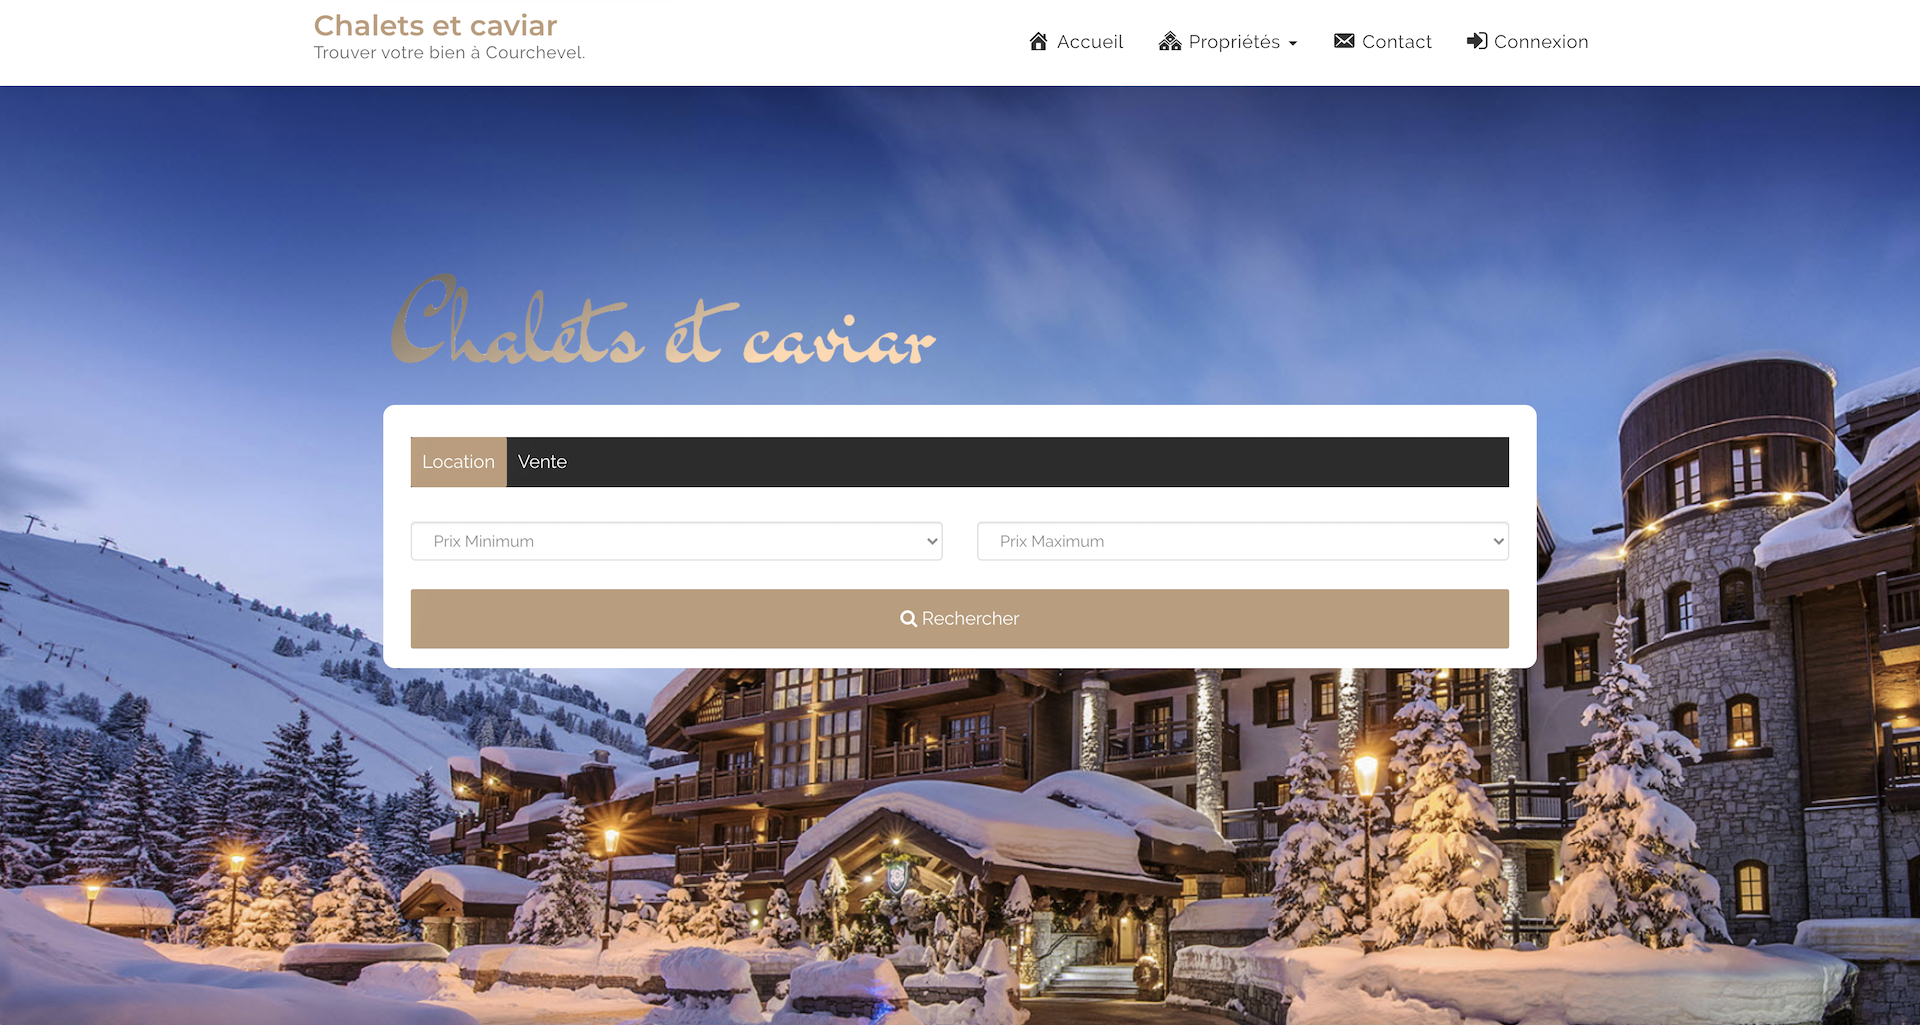 Chalets et caviar
Trouver votre bien à Courchevel.
Accueil
Propriétés
Contact
Connexion
Chalets et caviar
Location
Vente
Prix Minimum
Prix Maximum
Rechercher